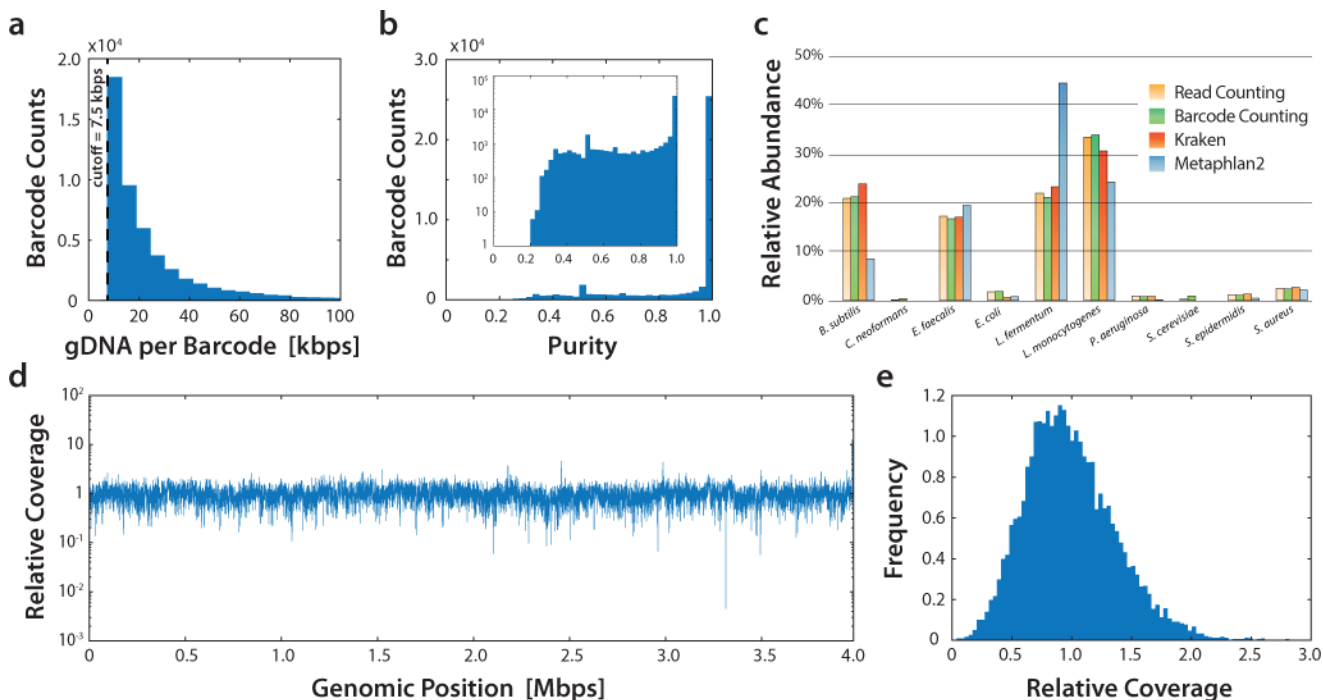 a
x10⁴
2.0
1.5
1.0
0.5
0
0
20
40
60
80
100
cutoff = 7.5 kbps
Barcode Counts
gDNA per Barcode [kbps]
b
x10⁴
3.0
2.0
1.0
0
0
0.2
0.4
0.6
0.8
1.0
10⁵
10⁴
10³
10²
10¹
1
0.2
0.4
0.6
0.8
1.0
Barcode Counts
Purity
c
50%
40%
30%
20%
10%
0%
Relative Abundance
Read Counting
Barcode Counting
Kraken
Metaphlan2
B. subtilis
C. neoformans
E. faecalis
E. coli
L. fermentum
L. monocytogenes
P. aeruginosa
S. cerevisiae
S. epidermidis
S. aureus
d
10²
10
1
10⁻¹
10⁻²
10⁻³
0
0.5
1.0
1.5
2.0
2.5
3.0
3.5
4.0
Relative Coverage
Genomic Position [Mbps]
e
1.2
1.0
0.8
0.6
0.4
0.2
0
0
0.5
1.0
1.5
2.0
2.5
3.0
Frequency
Relative Coverage